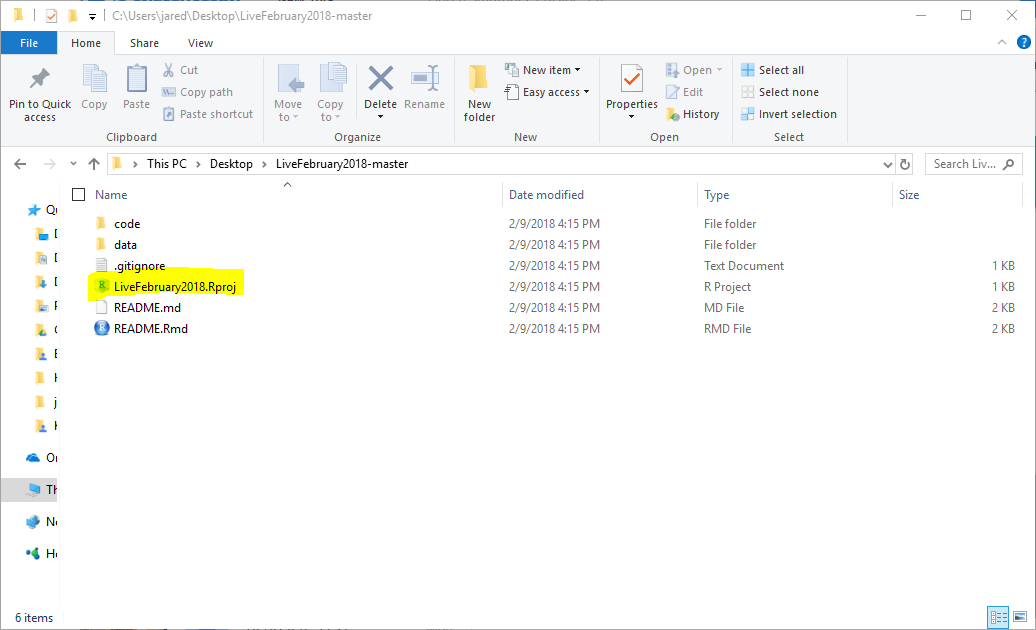 C:\Users\jared\Desktop\LiveFebruary2018-master
File Home Share View
Pin to Quick access
Copy
Paste
Cut
Copy path
Paste shortcut
Clipboard
Move to
Copy to
Delete
Rename
Organize
New folder
New item
Easy access
New
Properties
Open
Edit
History
Open
Select all
Select none
Invert selection
Select
This PC > Desktop > LiveFebruary2018-master
Search Liv...
Name Date modified Type Size
code 2/9/2018 4:15 PM File folder
data 2/9/2018 4:15 PM File folder
.gitignore 2/9/2018 4:15 PM Text Document 1 KB
LiveFebruary2018.Rproj 2/9/2018 4:15 PM R Project 1 KB
README.md 2/9/2018 4:15 PM MD File 2 KB
README.Rmd 2/9/2018 4:15 PM RMD File 2 KB
6 items